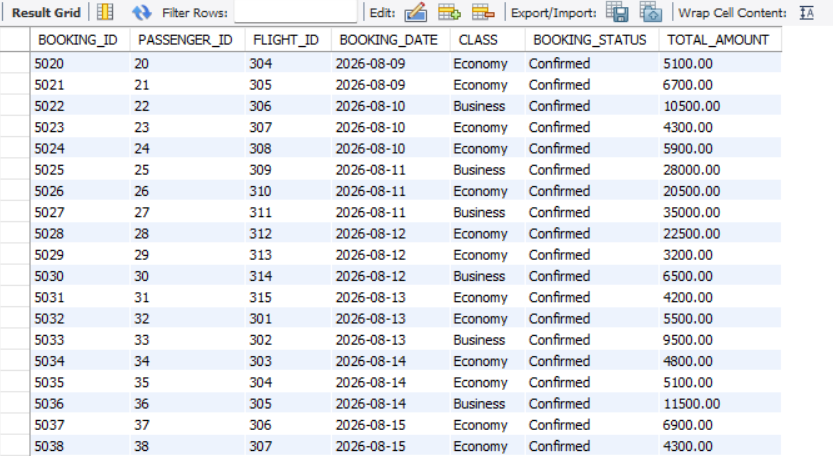 Result Grid Filter Rows: Edit: Export/Import: Wrap Cell Content: IA
BOOKING_ID PASSENGER_ID FLIGHT_ID BOOKING_DATE CLASS BOOKING_STATUS TOTAL_AMOUNT
5020 20 304 2026-08-09 Economy Confirmed 5100.00
5021 21 305 2026-08-09 Economy Confirmed 6700.00
5022 22 306 2026-08-10 Business Confirmed 10500.00
5023 23 307 2026-08-10 Economy Confirmed 4300.00
5024 24 308 2026-08-10 Economy Confirmed 5900.00
5025 25 309 2026-08-11 Business Confirmed 28000.00
5026 26 310 2026-08-11 Economy Confirmed 20500.00
5027 27 311 2026-08-11 Business Confirmed 35000.00
5028 28 312 2026-08-12 Economy Confirmed 22500.00
5029 29 313 2026-08-12 Economy Confirmed 3200.00
5030 30 314 2026-08-12 Business Confirmed 6500.00
5031 31 315 2026-08-13 Economy Confirmed 4200.00
5032 32 301 2026-08-13 Economy Confirmed 5500.00
5033 33 302 2026-08-13 Business Confirmed 9500.00
5034 34 303 2026-08-14 Economy Confirmed 4800.00
5035 35 304 2026-08-14 Economy Confirmed 5100.00
5036 36 305 2026-08-14 Business Confirmed 11500.00
5037 37 306 2026-08-15 Economy Confirmed 6900.00
5038 38 307 2026-08-15 Economy Confirmed 4300.00